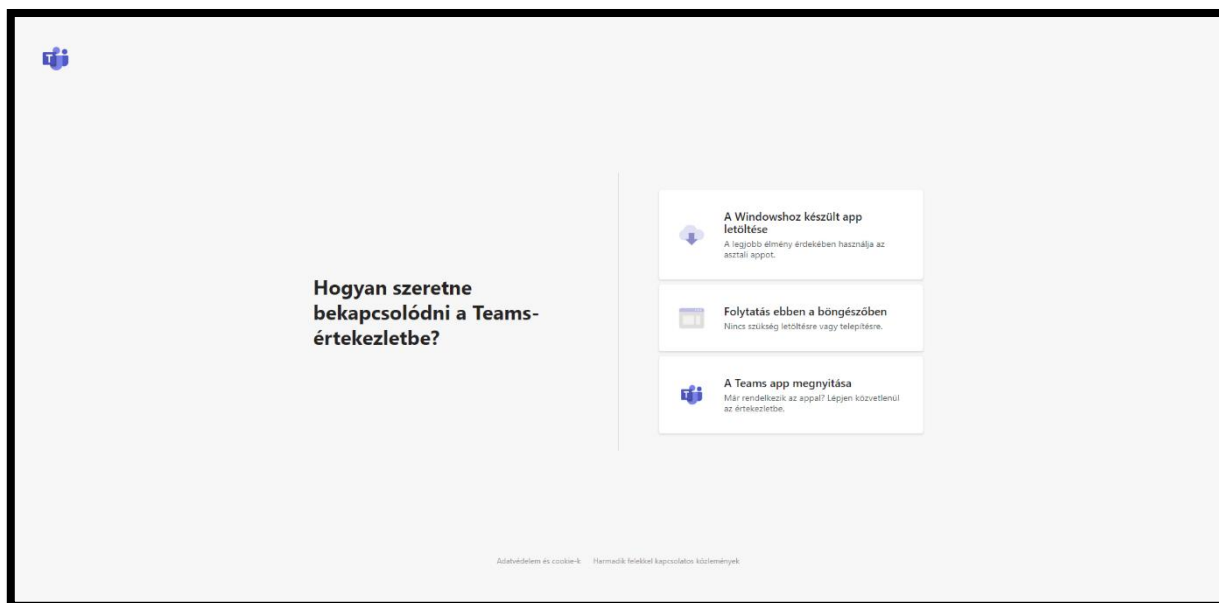 Hogyan szeretne
bekapcsolódni a Teams-
értekezletbe?
A Windowshoz készült app
letöltése
A legjobb élmény érdekében használja az
asztali appot.
Folytatás ebben a böngészőben
Nincs szükség letöltésre vagy telepítésre.
A Teams app megnyitása
Már rendelkezik az appal? Lépjen közvetlenül
az értekezletbe.
Adatvédelem és cookie-k Harmadik felekkel kapcsolatos közlemények